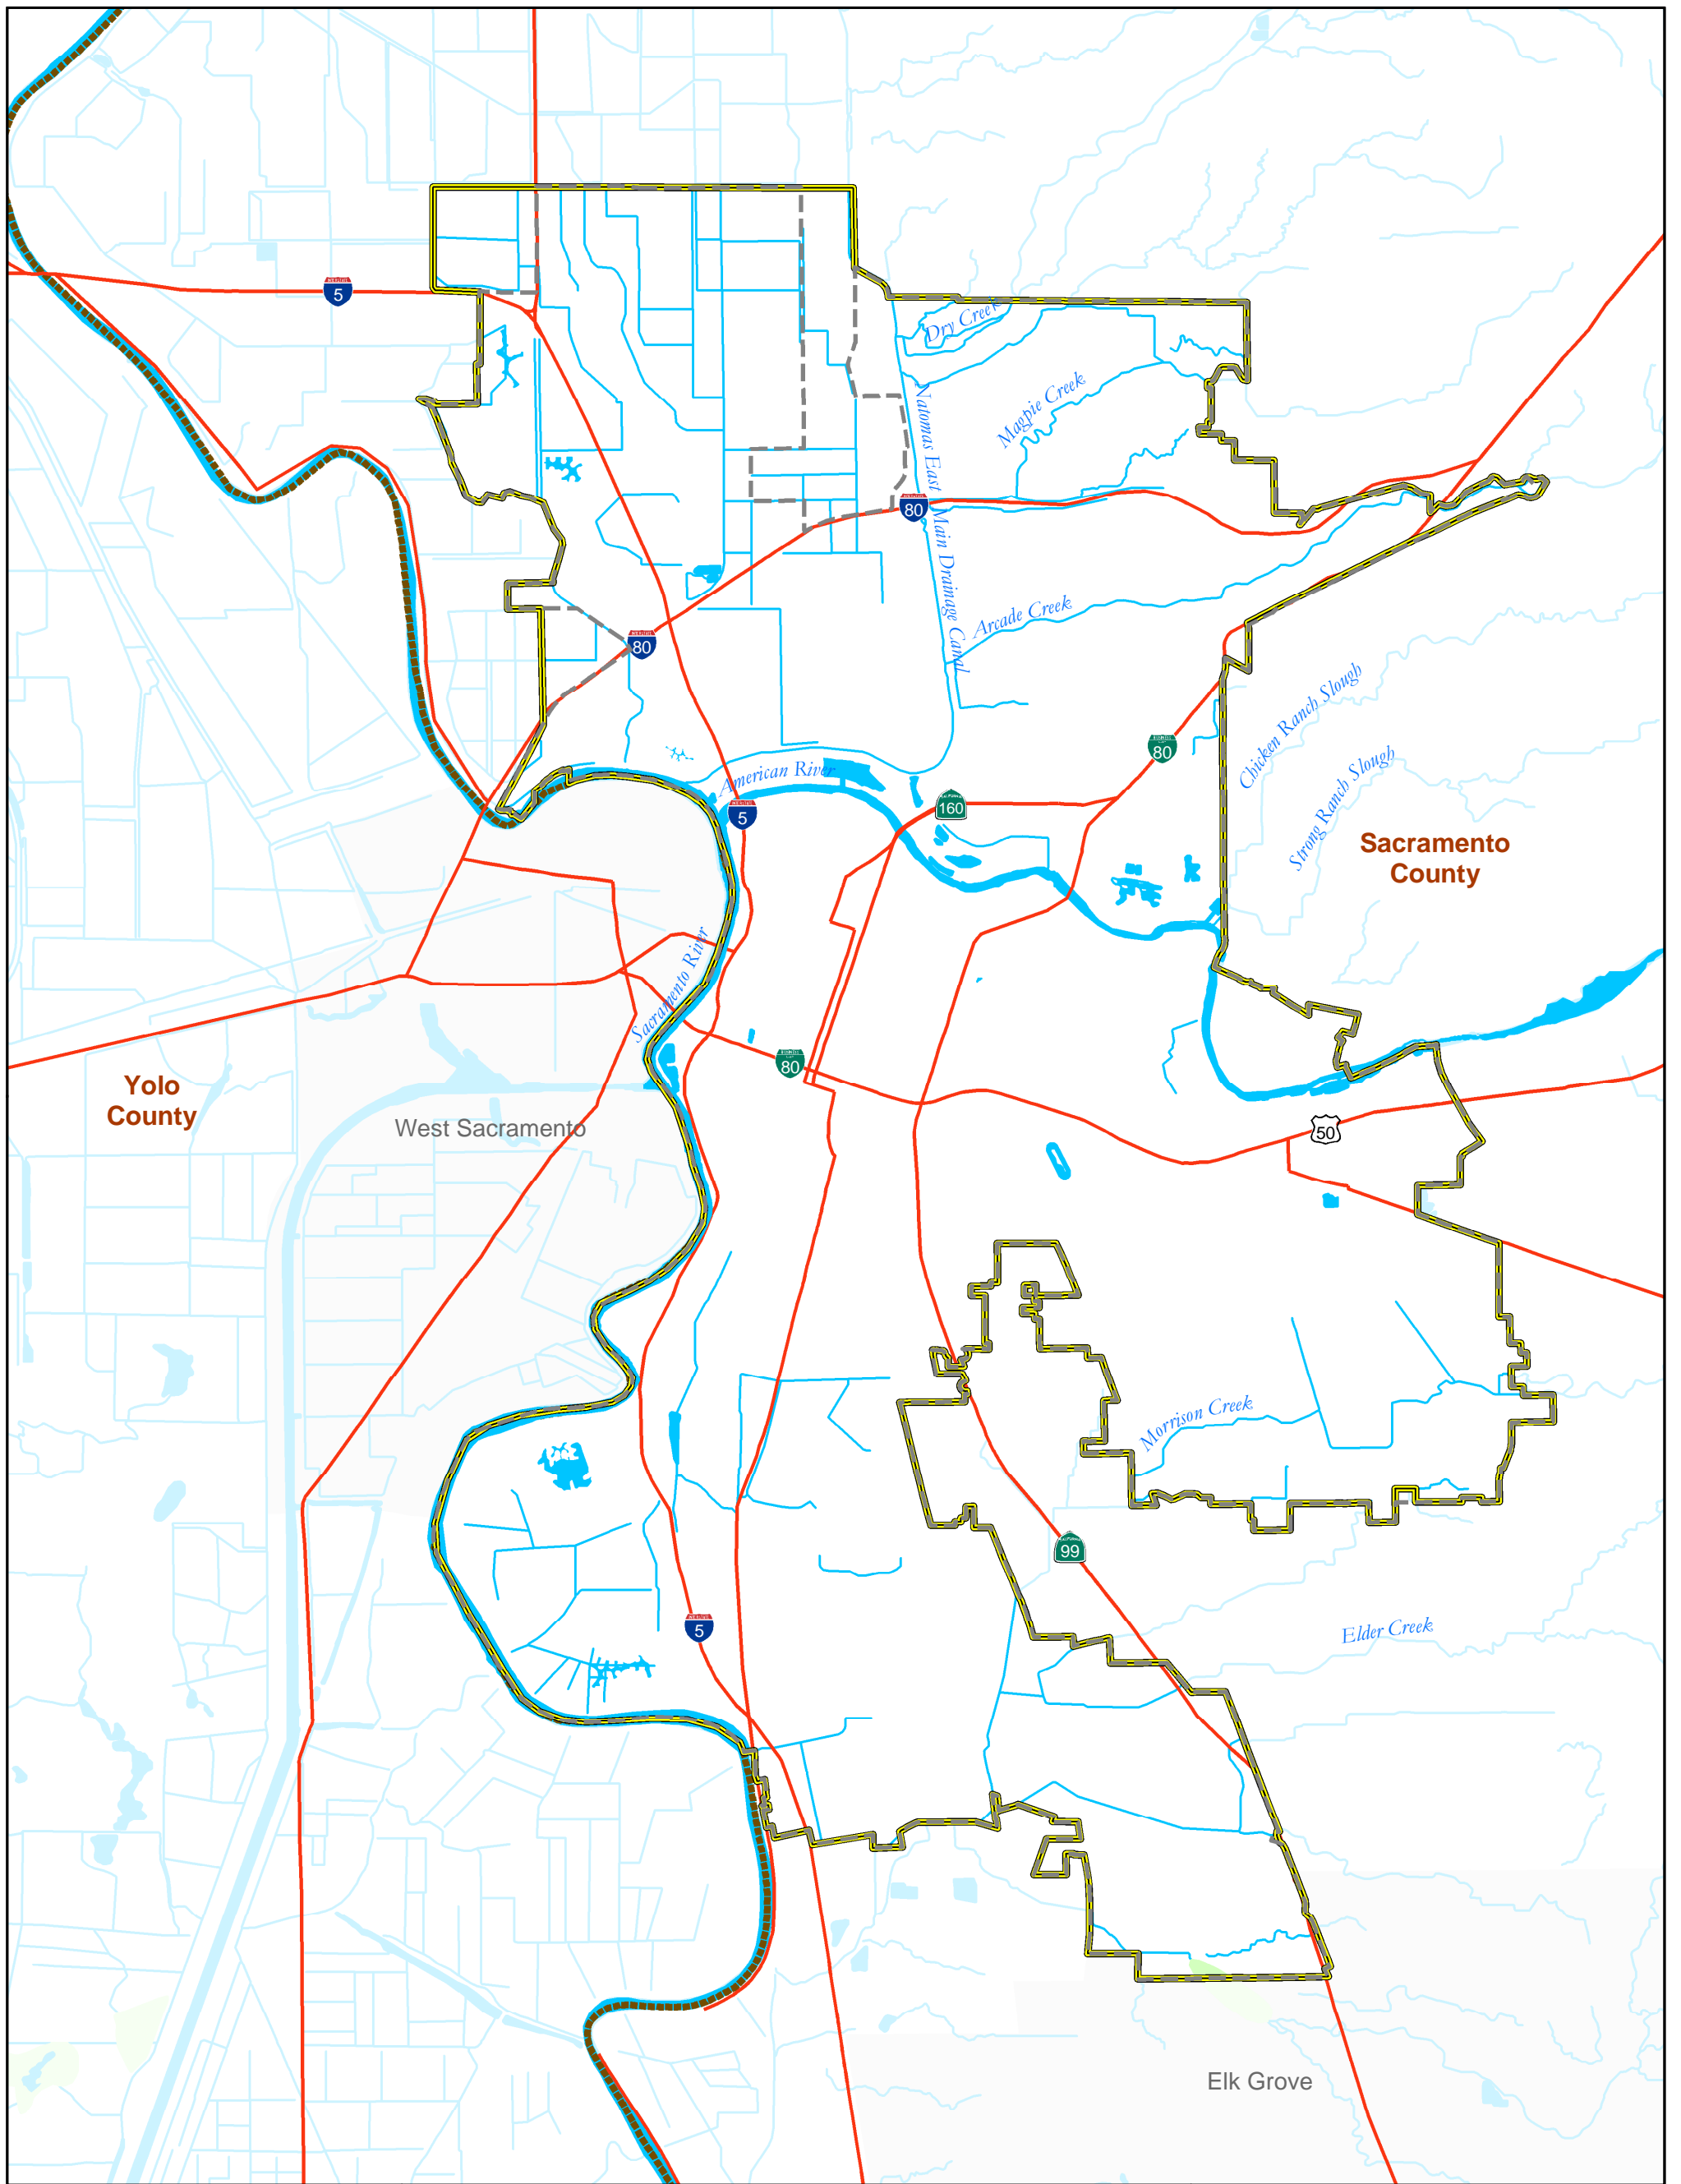 5
Dry Creek
Magpie Creek
Natomas East Main Drainage Canal
80
Arcade Creek
80
Chicken Ranch Slough
80
Strong Ranch Slough
American River
5
160
Sacramento
County
Sacramento River
80
Yolo
County
West Sacramento
50
Morrison Creek
99
5
Elder Creek
Elk Grove